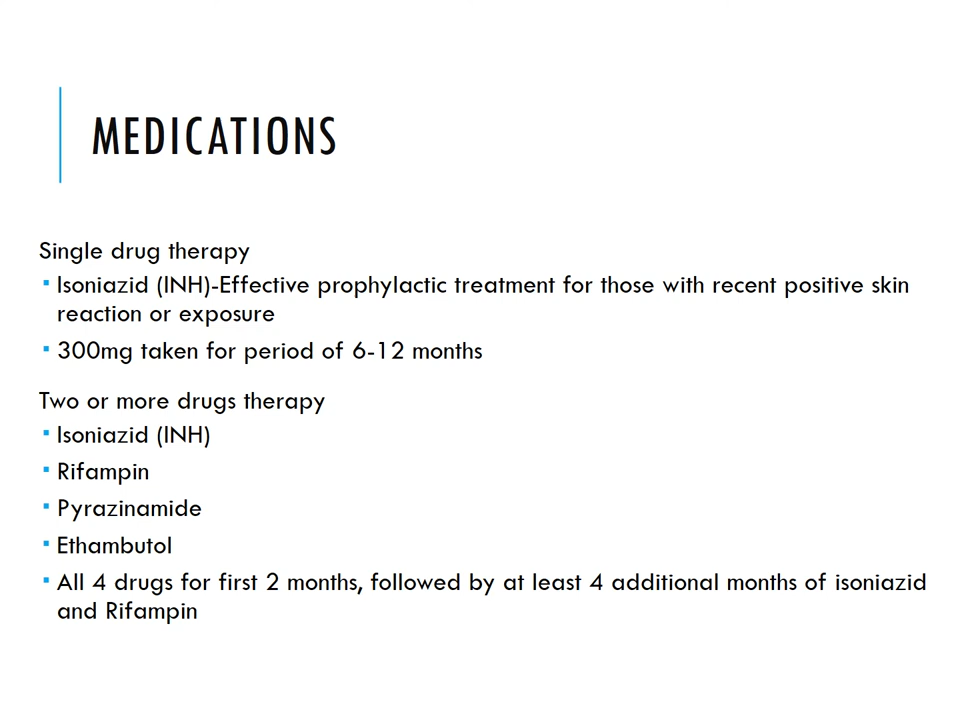 MEDICATIONS
Single drug therapy
▪ Isoniazid (INH)-Effective prophylactic treatment for those with recent positive skin
reaction or exposure
▪ 300mg taken for period of 6-12 months
Two or more drugs therapy
▪ Isoniazid (INH)
▪ Rifampin
▪ Pyrazinamide
▪ Ethambutol
▪ All 4 drugs for first 2 months, followed by at least 4 additional months of isoniazid
and Rifampin